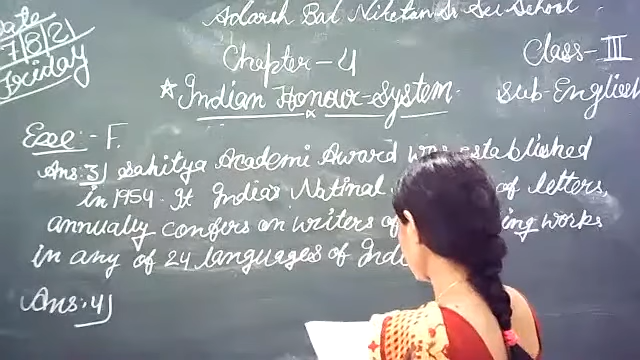 Adarsh Bal Niketan Sr Sec School
Date
7/8/21
Friday
Chapter - 4
Class - III
* Indian Honour-System
Sub-English
Exe:- F.
Ans:3) Sahitya Academi Award was established
in 1954. It India's Natinal of letters,
annually confers on writers of ing works
in any of 24 languages of Indi
Ans:4)